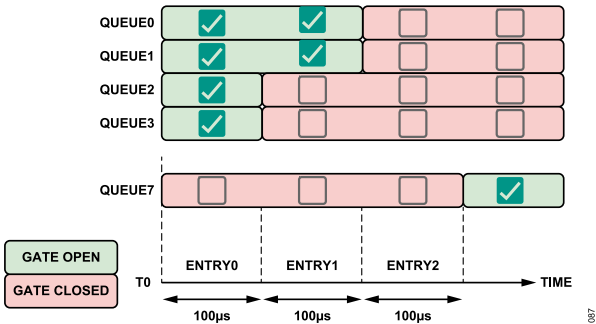 QUEUE0
QUEUE1
QUEUE2
QUEUE3
QUEUE7
GATE OPEN
GATE CLOSED
ENTRY0 ENTRY1 ENTRY2
T0 TIME
100μs 100μs 100μs
087